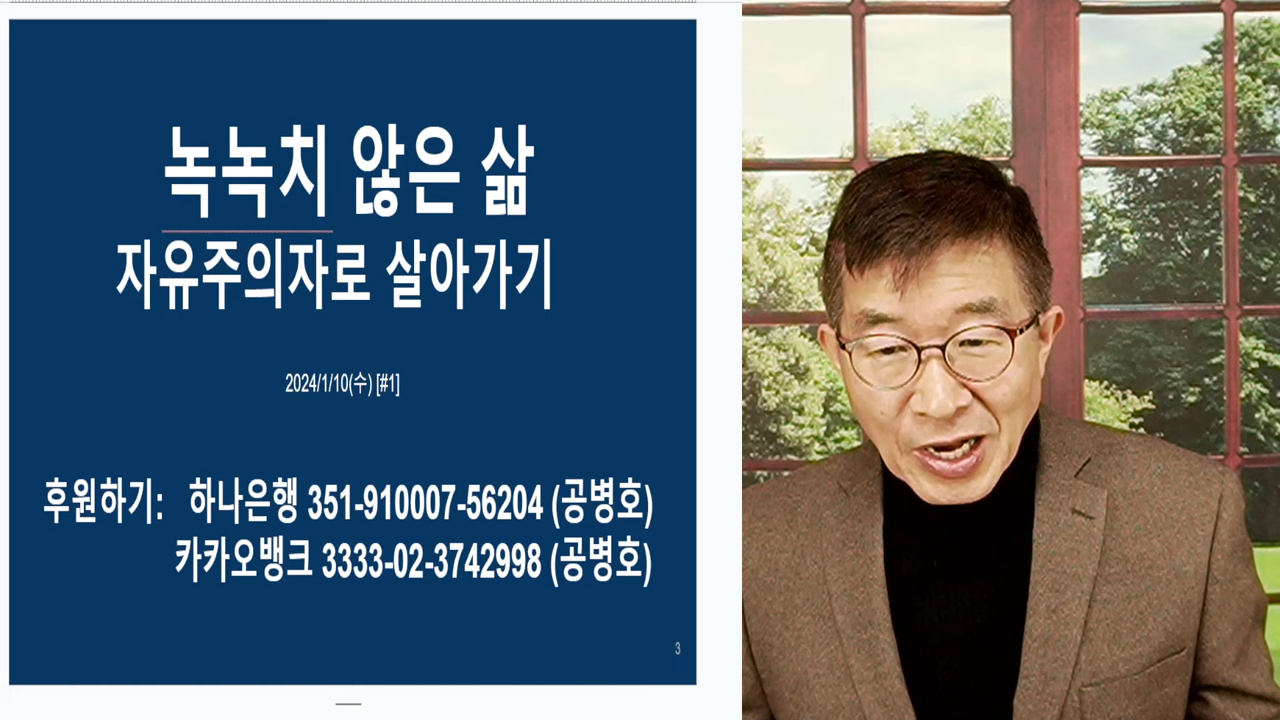 녹녹치 않은 삶
자유주의자로 살아가기
2024/1/10(수) [#1]
후원하기: 하나은행 351-910007-56204 (공병호)
카카오뱅크 3333-02-3742998 (공병호)
3